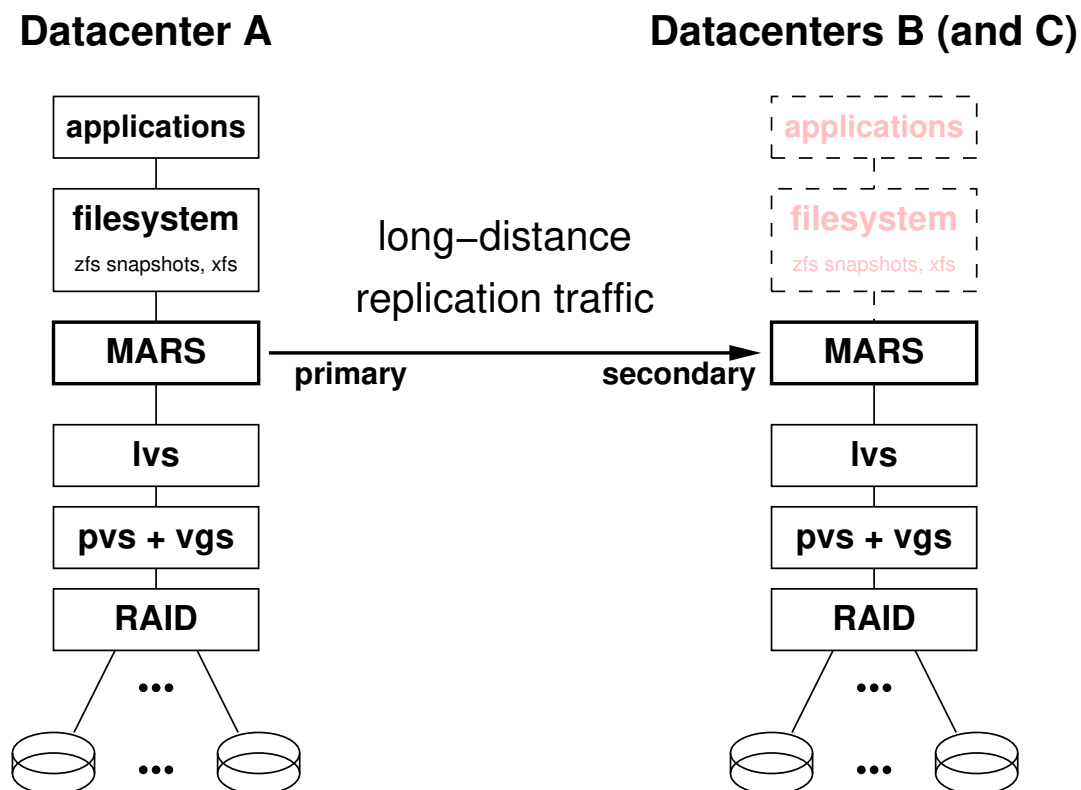 Datacenter A
Datacenters B (and C)
applications
filesystem
zfs snapshots, xfs
MARS
lvs
pvs + vgs
RAID
•••
•••
long−distance
replication traffic
primary
secondary
applications
filesystem
zfs snapshots, xfs
MARS
lvs
pvs + vgs
RAID
•••
•••